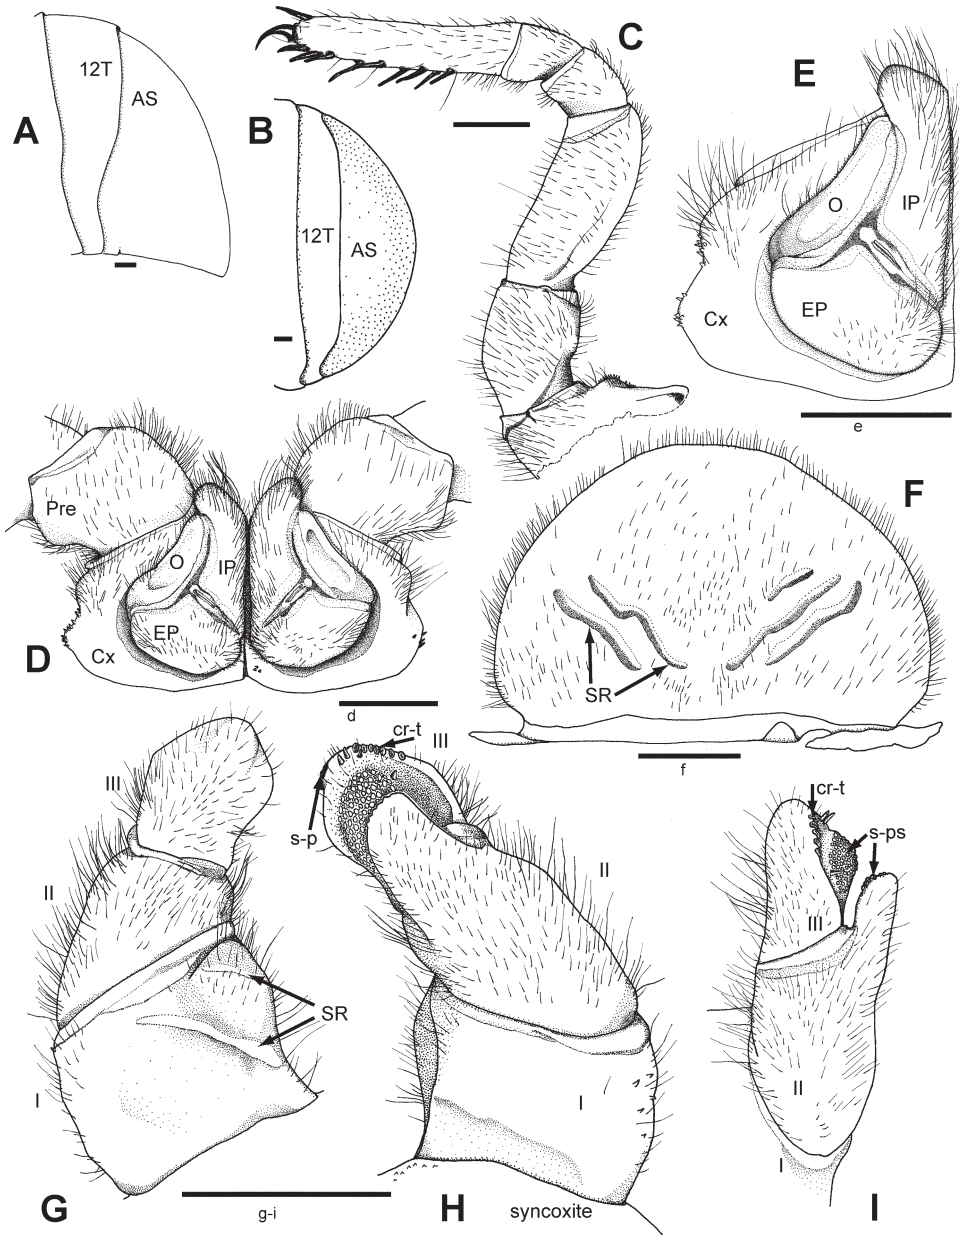 A
12T
AS
B
12T
AS
C
E
O
IP
EP
Cx
e
D
Pre
O
IP
EP
Cx
d
F
SR
f
G
III
II
I
SR
g-i
H
cr-t
III
s-p
II
I
syncoxite
I
cr-t
s-ps
III
II
I